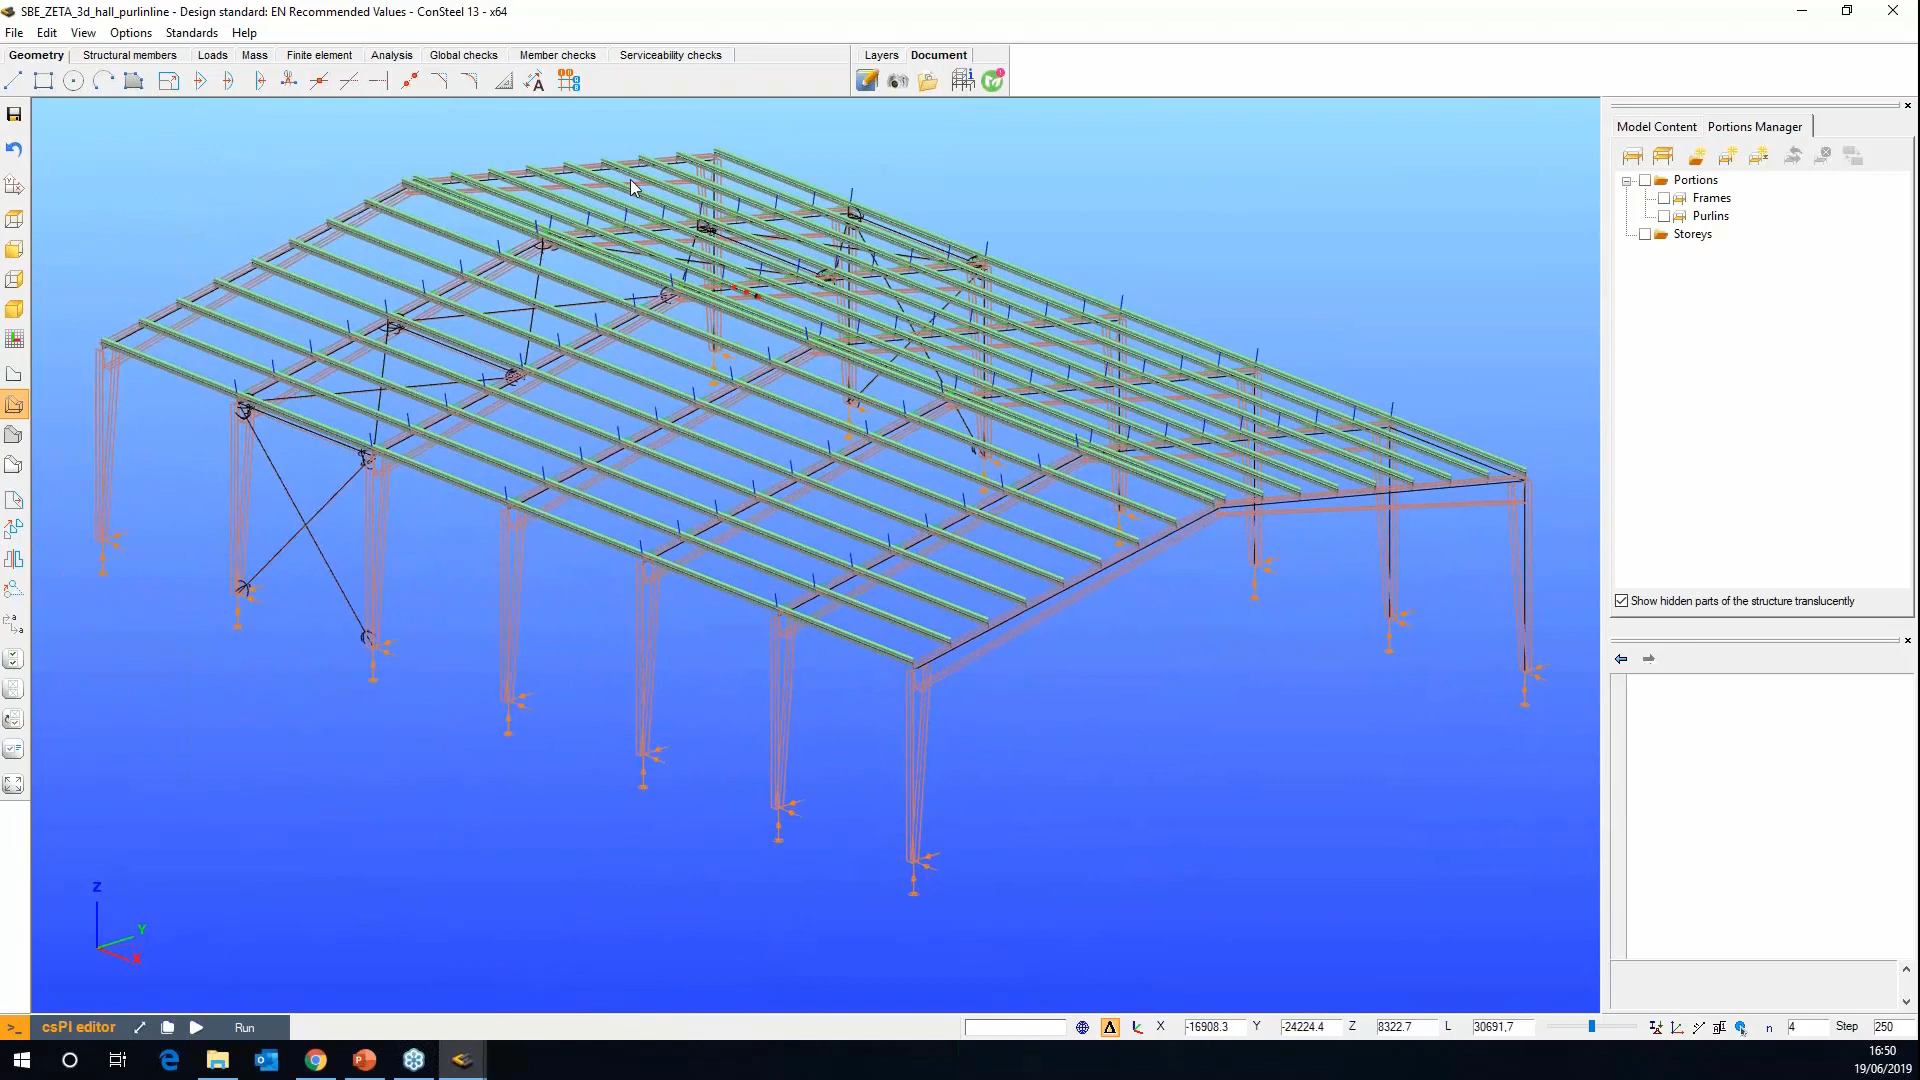 SBE_ZETA_3d_hall_purlinline - Design standard: EN Recommended Values - ConSteel 13 - x64
File Edit View Options Standards Help
Geometry Structural members Loads Mass Finite element Analysis Global checks Member checks Serviceability checks Layers Document
Model Content Portions Manager
Portions
Frames
Purlins
Storeys
Show hidden parts of the structure translucently
Z
Y
X
>_ csPI editor Run
X -16908.3 Y -24224.4 Z 8322.7 L 30691,7 n 4 Step 250
16:50
19/06/2019